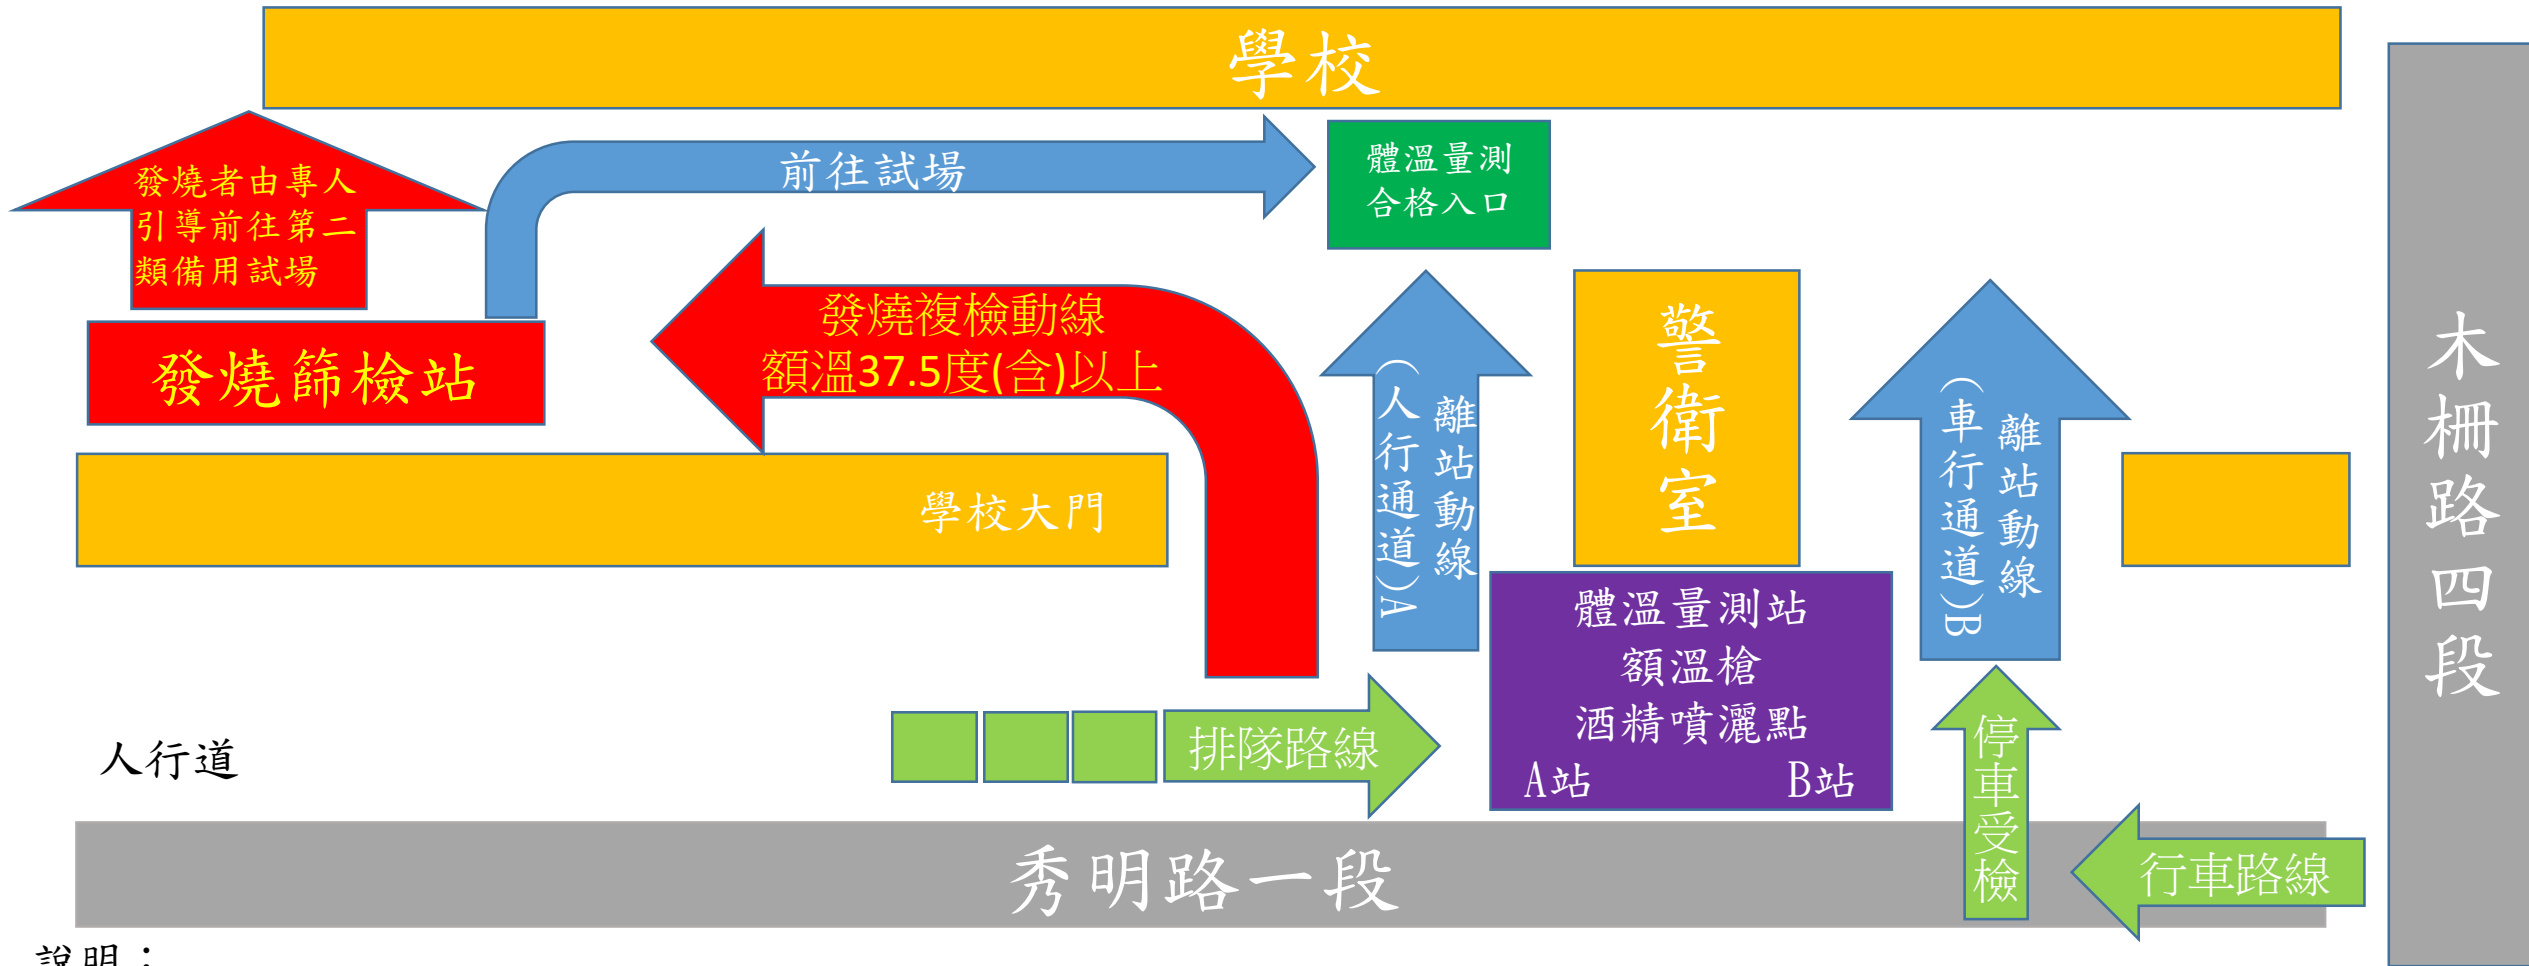 學校
發燒者由專人
引導前往第二
類備用試場
前往試場
體溫量測
合格入口
發燒複檢動線
額溫37.5度(含)以上
發燒篩檢站
學校大門
離站動線
(人行通道)A
警衛室
離站動線
(車行通道)B
木柵路四段
體溫量測站
額溫槍
酒精噴灑點
A站 B站
排隊路線
停車受檢
人行道
秀明路一段
行車路線
說明：